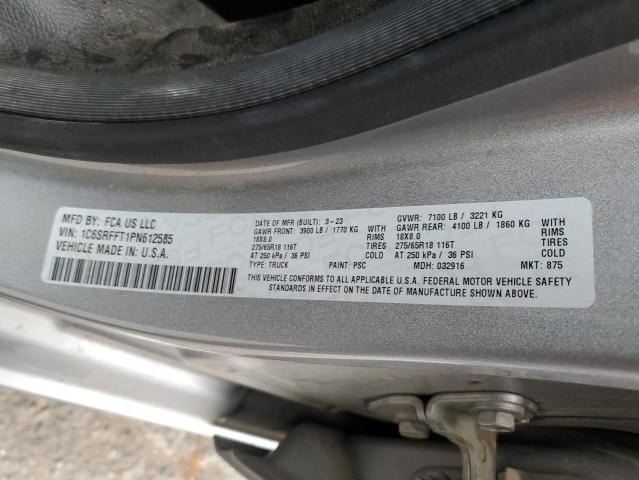 MFD BY: FCA US LLC
VIN: 1C6SRFFT1PN612585
VEHICLE MADE IN: U.S.A.
DATE OF MFR (BUILT): 3-23 GVWR: 7100 LB / 3221 KG
GAWR FRONT: 3900 LB / 1770 KG WITH GAWR REAR: 4100 LB / 1860 KG WITH
18X8.0 RIMS 18X8.0 RIMS
275/65R18 116T TIRES 275/65R18 116T TIRES
AT 250 kPa / 36 PSI COLD AT 250 kPa / 36 PSI COLD
TYPE: TRUCK PAINT: PSC MDH: 032916 MKT: 875
THIS VEHICLE CONFORMS TO ALL APPLICABLE U.S.A. FEDERAL MOTOR VEHICLE SAFETY
STANDARDS IN EFFECT ON THE DATE OF MANUFACTURE SHOWN ABOVE.